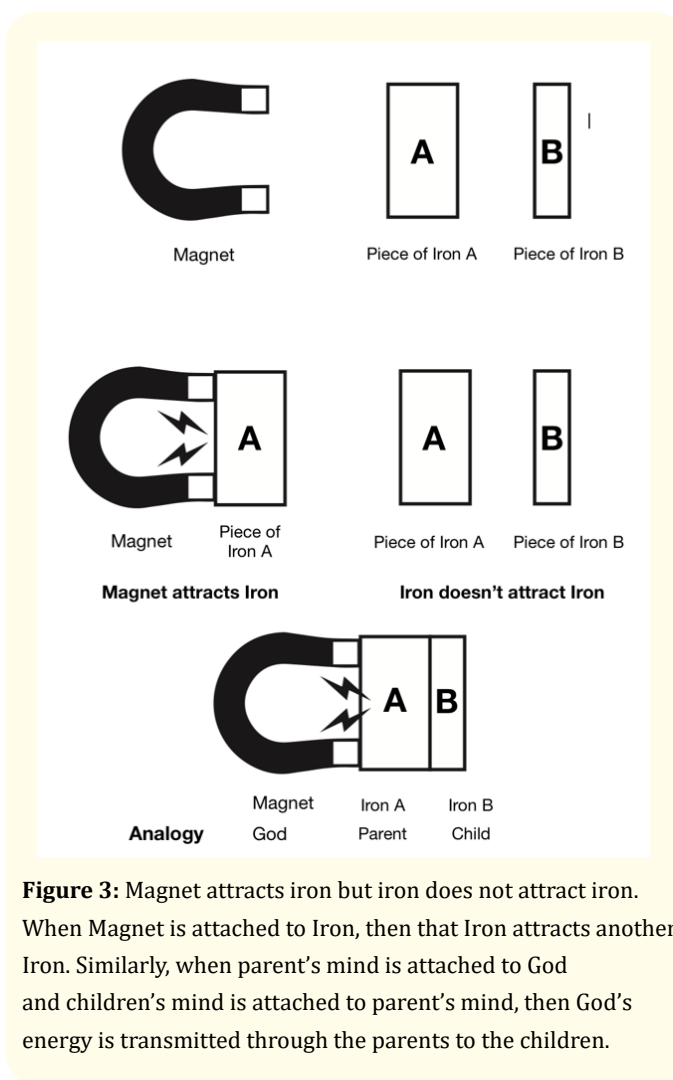 A B
Magnet Piece of Iron A Piece of Iron B
A A B
Magnet Piece of Iron A Piece of Iron A Piece of Iron B
Magnet attracts Iron Iron doesn't attract Iron
A B
Magnet Iron A Iron B
Analogy God Parent Child
Figure 3: Magnet attracts iron but iron does not attract iron.
When Magnet is attached to Iron, then that Iron attracts another
Iron. Similarly, when parent's mind is attached to God
and children's mind is attached to parent's mind, then God's
energy is transmitted through the parents to the children.